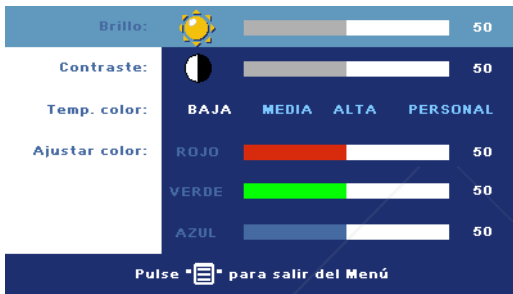 Brillo: 50
Contraste: 50
Temp. color: BAJA MEDIA ALTA PERSONAL
Ajustar color: ROJO 50
VERDE 50
AZUL 50
Pulse " " para salir del Menú